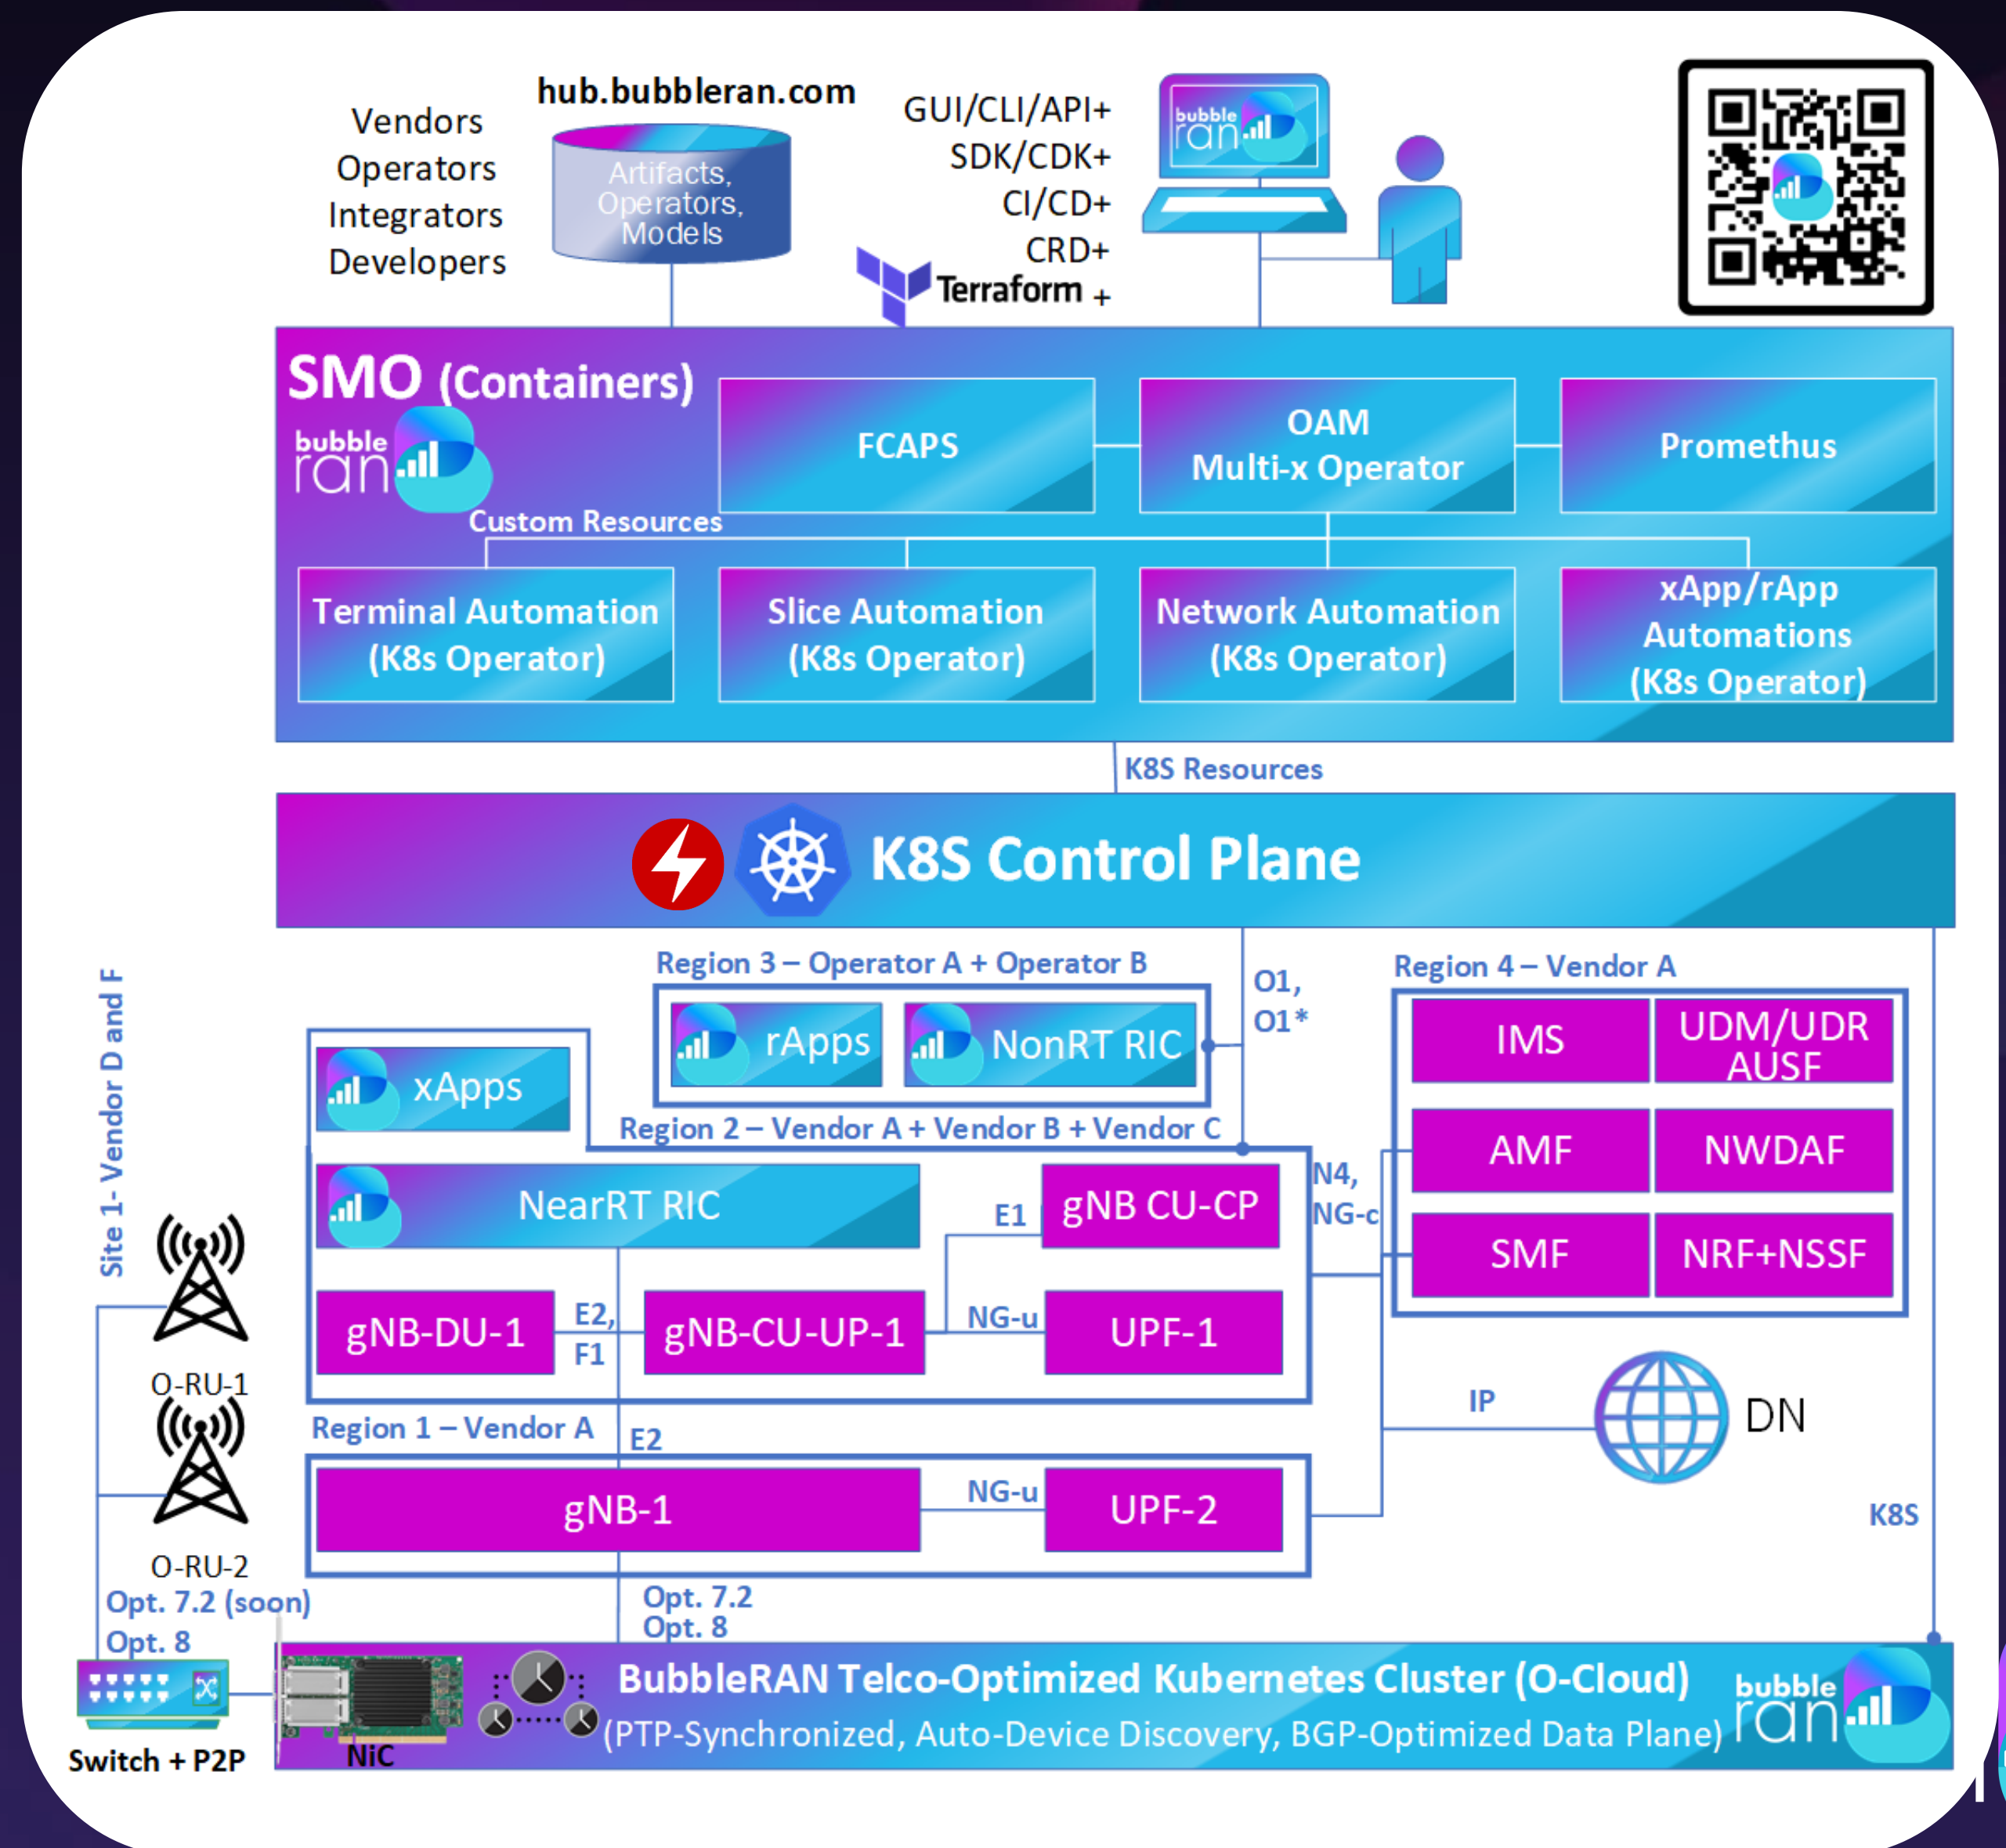 hub.bubbleran.com
Vendors
Operators
Integrators
Developers
Artifacts,
Operators,
Models
GUI/CLI/API+
SDK/CDK+
CI/CD+
CRD+
Terraform +
bubble
ran
SMO (Containers)
bubble
ran
FCAPS
OAM
Multi-x Operator
Promethus
Custom Resources
Terminal Automation
(K8s Operator)
Slice Automation
(K8s Operator)
Network Automation
(K8s Operator)
xApp/rApp
Automations
(K8s Operator)
K8S Resources
K8S Control Plane
Site 1- Vendor D and F
Region 3 – Operator A + Operator B
rApps
NonRT RIC
O1,
O1*
Region 4 – Vendor A
IMS
UDM/UDR
AUSF
AMF
NWDAF
SMF
NRF+NSSF
xApps
Region 2 – Vendor A + Vendor B + Vendor C
NearRT RIC
E1
gNB CU-CP
N4,
NG-c
gNB-DU-1
E2,
F1
gNB-CU-UP-1
NG-u
UPF-1
O-RU-1
Region 1 – Vendor A
E2
gNB-1
NG-u
UPF-2
IP
DN
K8S
O-RU-2
Opt. 7.2 (soon)
Opt. 8
Opt. 7.2
Opt. 8
Switch + P2P
NiC
BubbleRAN Telco-Optimized Kubernetes Cluster (O-Cloud)
(PTP-Synchronized, Auto-Device Discovery, BGP-Optimized Data Plane)
bubble
ran